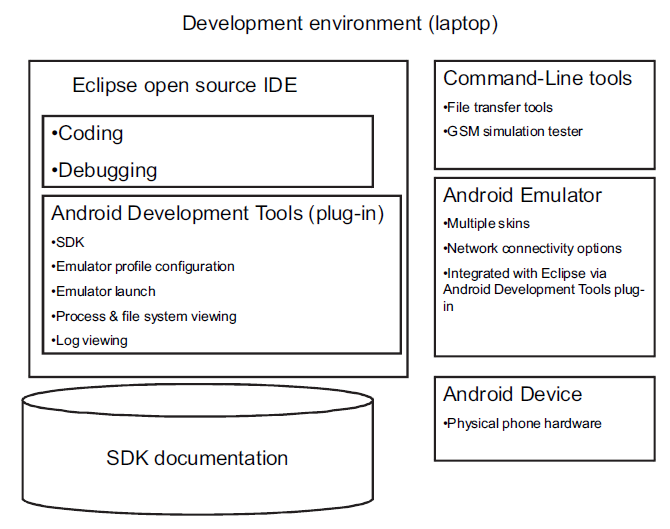 Development environment (laptop)
Eclipse open source IDE
•Coding
•Debugging
Android Development Tools (plug-in)
•SDK
•Emulator profile configuration
•Emulator launch
•Process & file system viewing
•Log viewing
SDK documentation
Command-Line tools
•File transfer tools
•GSM simulation tester
Android Emulator
•Multiple skins
•Network connectivity options
•Integrated with Eclipse via
Android Development Tools plug-
in
Android Device
•Physical phone hardware